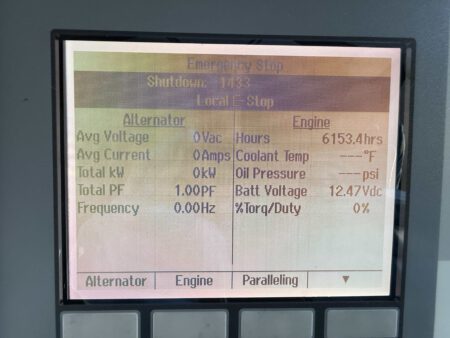 Emergency Stop
Shutdown: 1433
Local E-Stop
Alternator Engine
Avg Voltage 0Vac Hours 6153.4hrs
Avg Current 0Amps Coolant Temp ---°F
Total kW 0kW Oil Pressure ---psi
Total PF 1.00PF Batt Voltage 12.47Vdc
Frequency 0.00Hz %Torq/Duty 0%
Alternator Engine Paralleling ▼